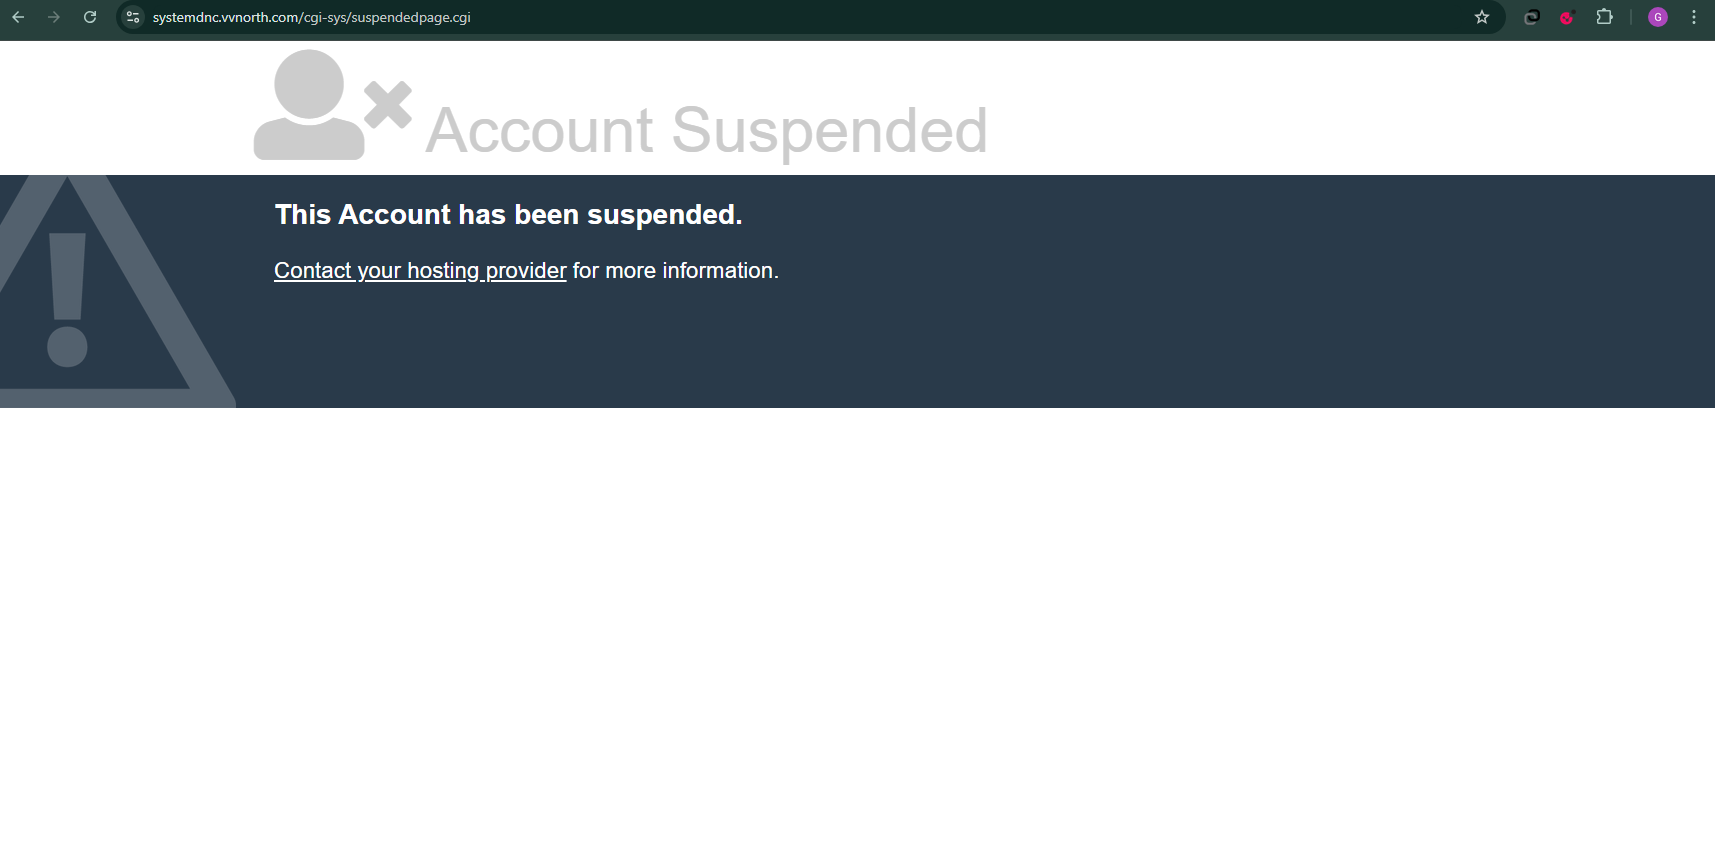 systemdnc.vvnorth.com/cgi-sys/suspendedpage.cgi
G
Account Suspended
This Account has been suspended.
Contact your hosting provider for more information.